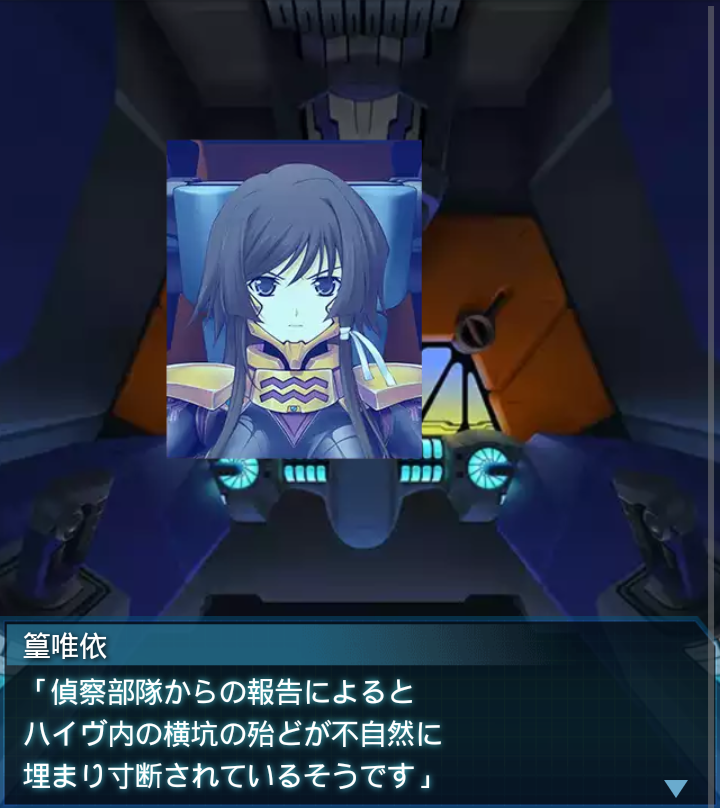 篁唯依
「偵察部隊からの報告によると
ハイヴ内の横坑の殆どが不自然に
埋まり寸断されているそうです」